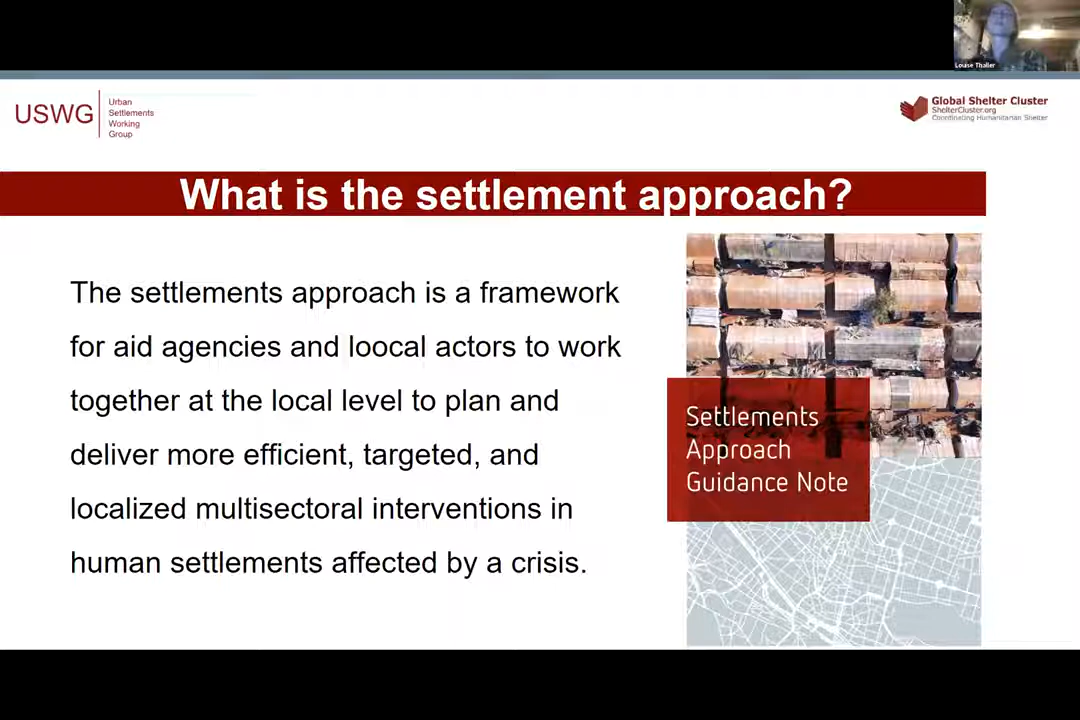 Louise Thaller
USWG
Urban
Settlements
Working
Group
Global Shelter Cluster
ShelterCluster.org
Coordinating Humanitarian Shelter
What is the settlement approach?
The settlements approach is a framework
for aid agencies and loocal actors to work
together at the local level to plan and
deliver more efficient, targeted, and
localized multisectoral interventions in
human settlements affected by a crisis.
Settlements
Approach
Guidance Note